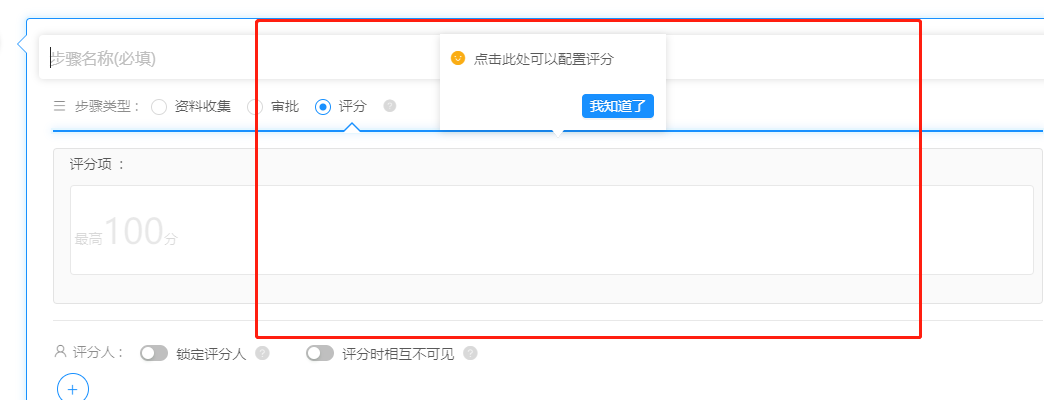 步骤名称(必填)
点击此处可以配置评分
我知道了
步骤类型： 资料收集 审批 评分 ?
评分项 ：
最高100分
评分人： 锁定评分人 ? 评分时相互不可见 ?
+